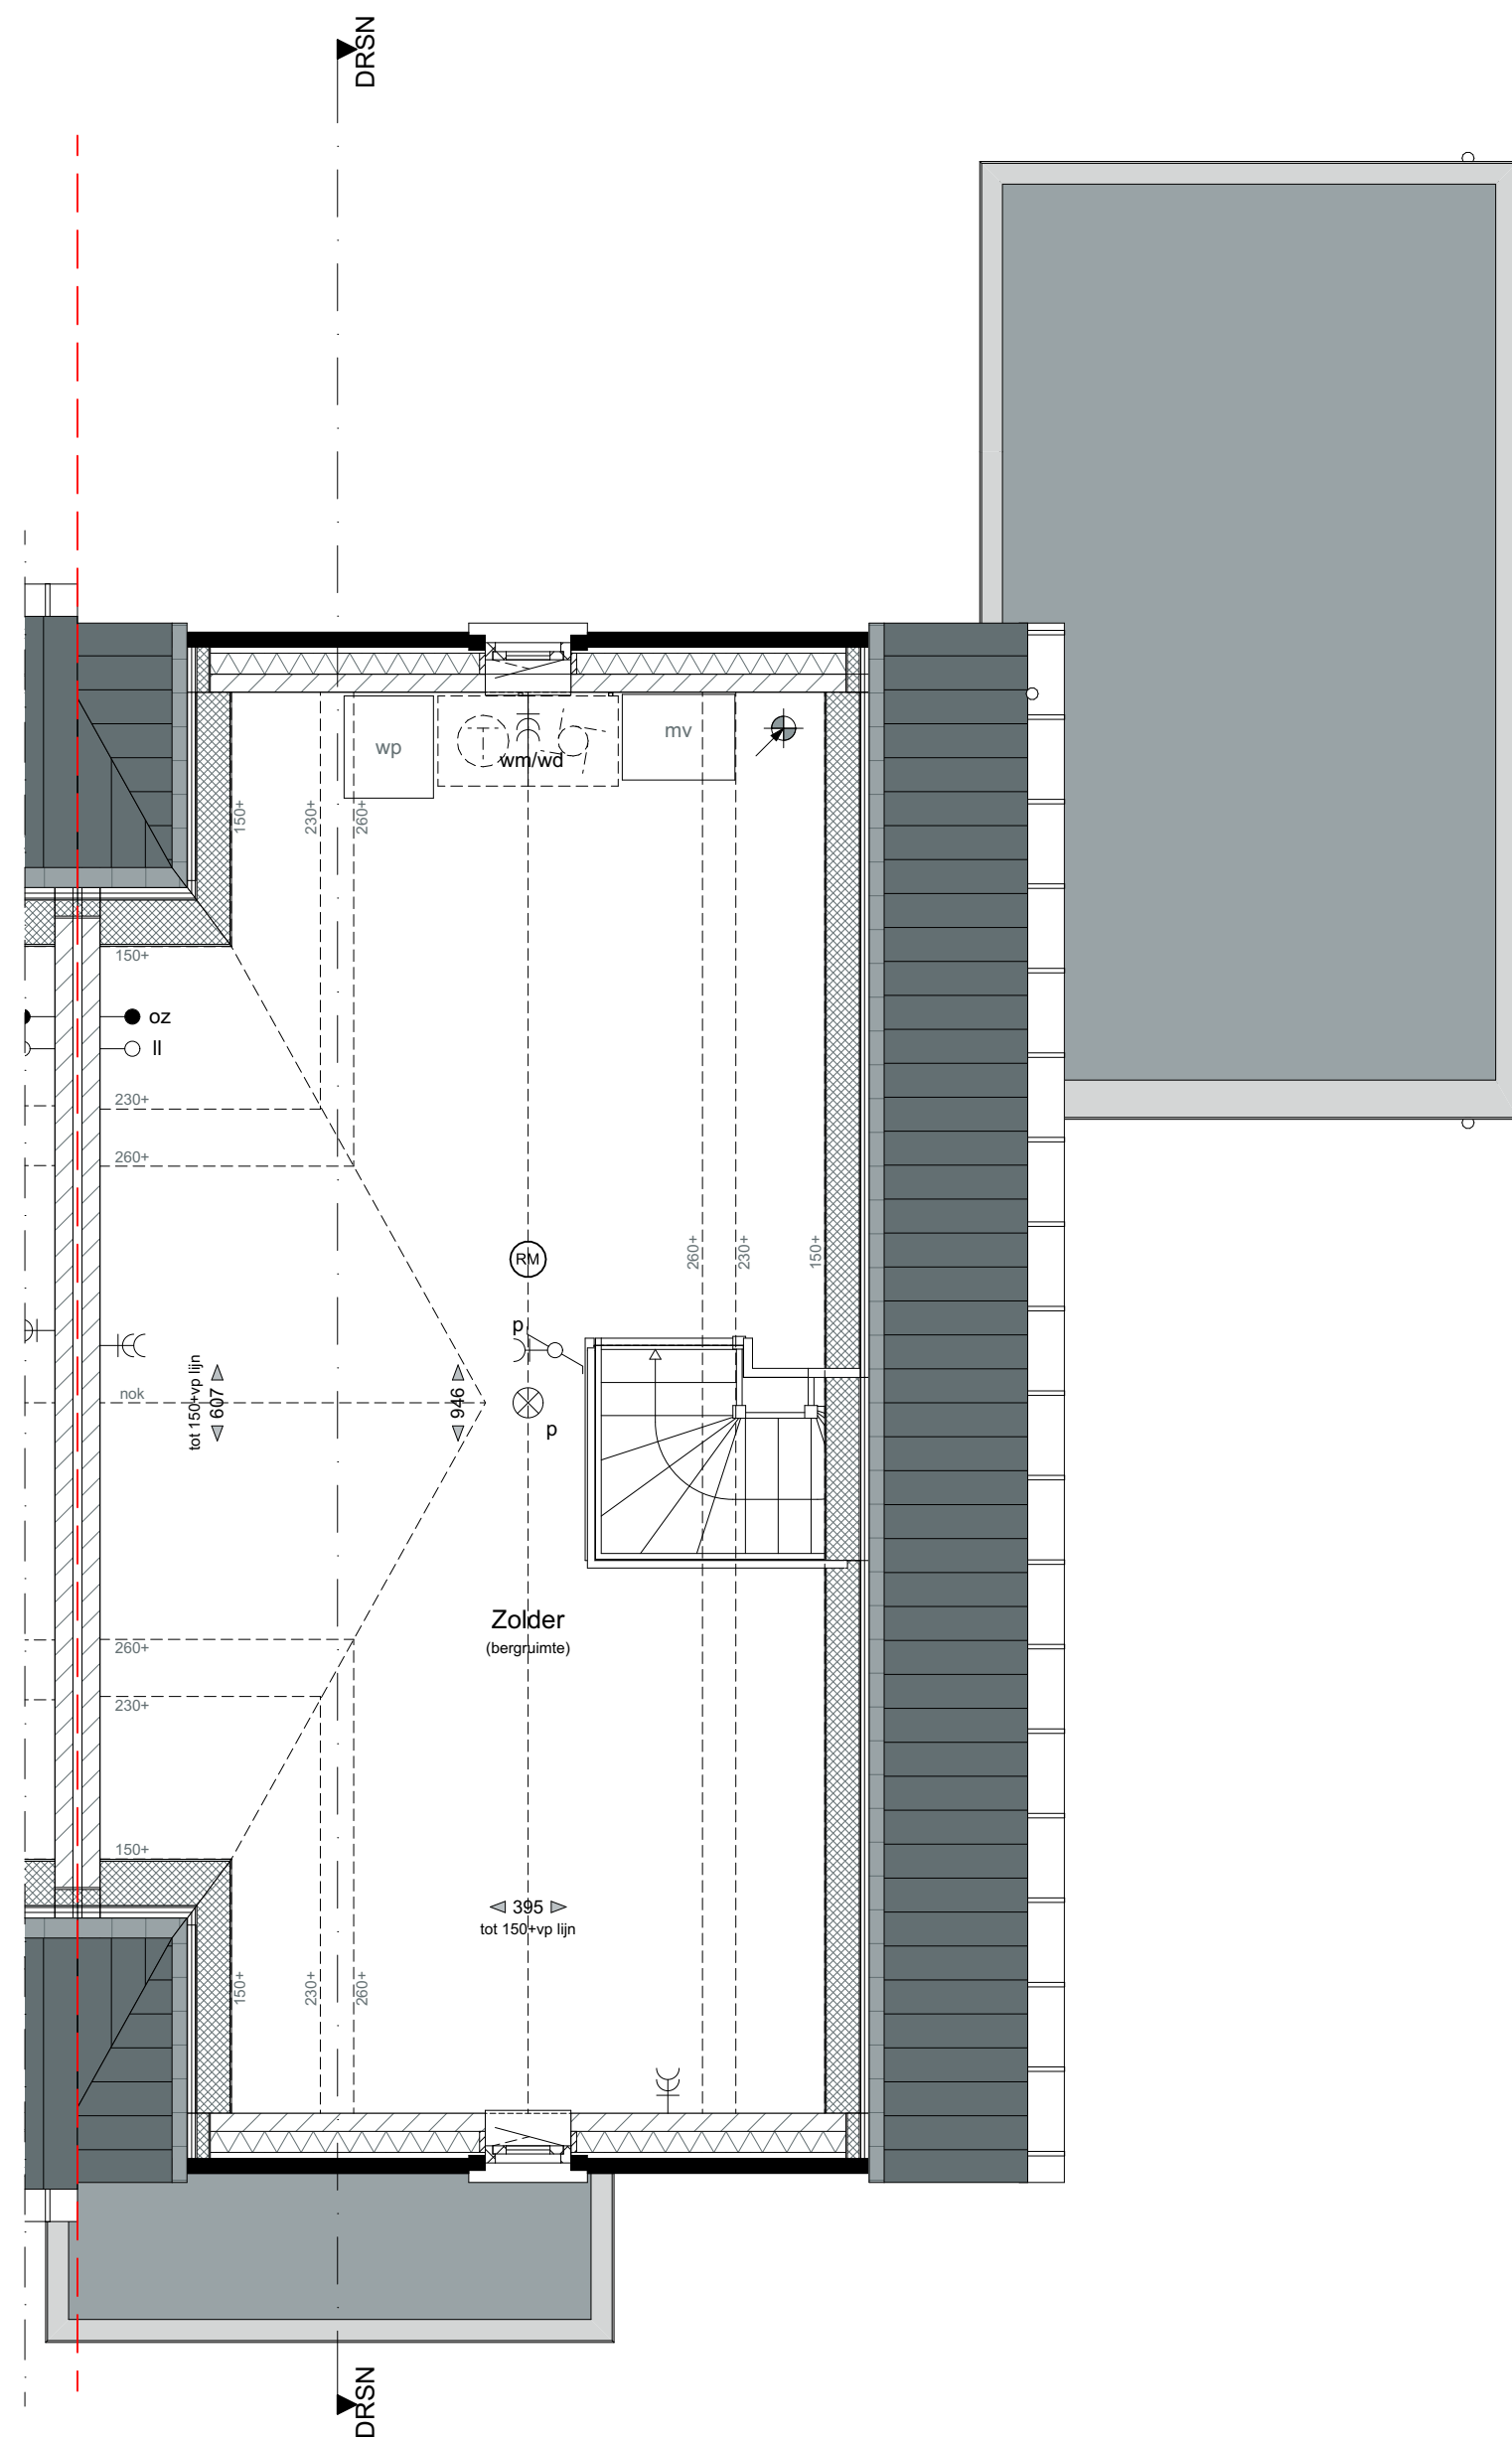 DRSN
wp
wm/wd
mv
150+
230+
260+
150+
oz
ll
230+
260+
260+
230+
150+
RM
p
tot 150+vp lijn
607
946
nok
p
Zolder
(bergruimte)
260+
230+
150+
395
tot 150+vp lijn
150+
230+
260+
DRSN